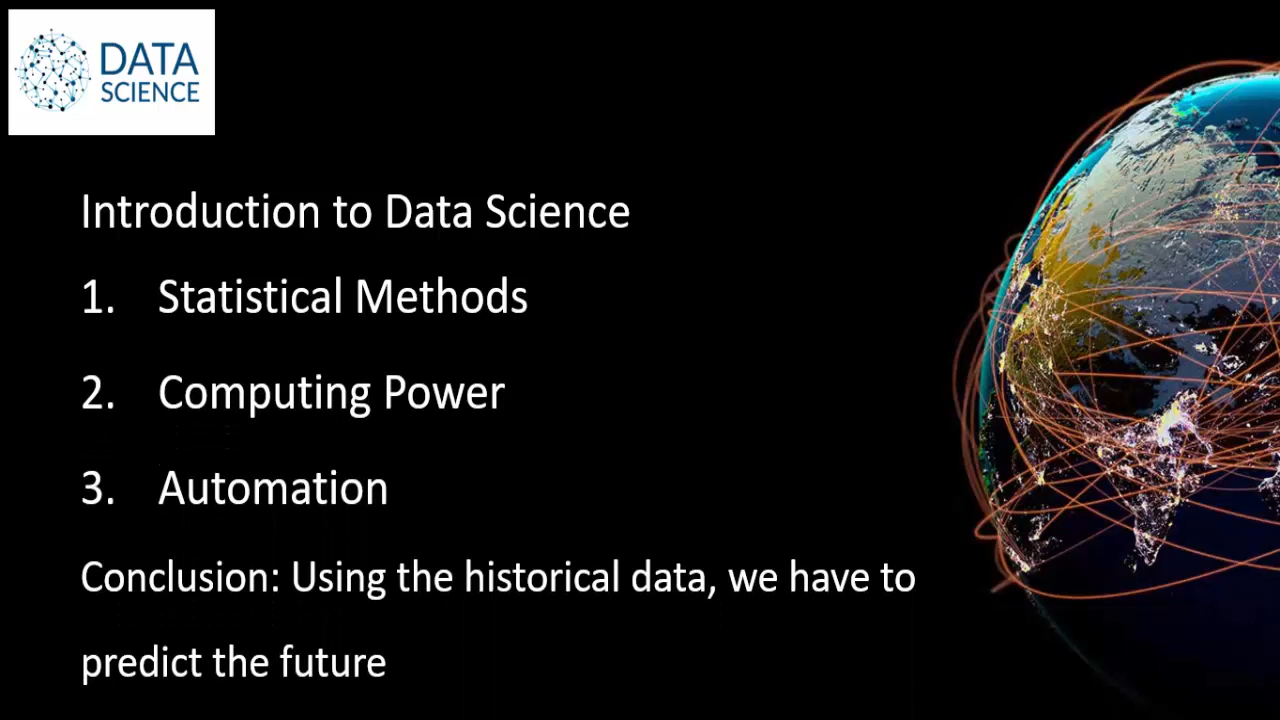 DATA
SCIENCE
Introduction to Data Science
1. Statistical Methods
2. Computing Power
3. Automation
Conclusion: Using the historical data, we have to
predict the future